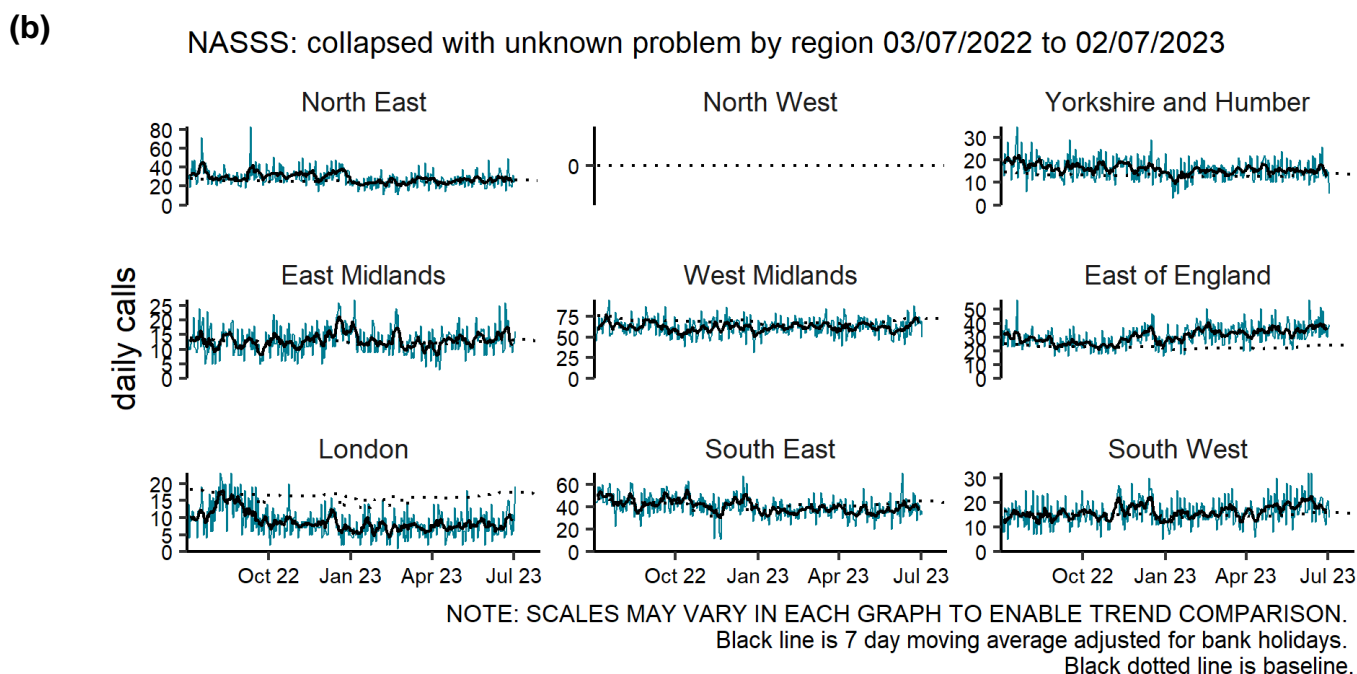 (b)
NASSS: collapsed with unknown problem by region 03/07/2022 to 02/07/2023
North East
North West
Yorkshire and Humber
80
60
40
20
0
0
30
20
10
0
daily calls
East Midlands
West Midlands
East of England
25
20
15
10
5
0
75
50
25
0
50
40
30
20
10
0
London
South East
South West
20
15
10
5
0
60
40
20
0
30
20
10
0
Oct 22 Jan 23 Apr 23 Jul 23
Oct 22 Jan 23 Apr 23 Jul 23
Oct 22 Jan 23 Apr 23 Jul 23
NOTE: SCALES MAY VARY IN EACH GRAPH TO ENABLE TREND COMPARISON.
Black line is 7 day moving average adjusted for bank holidays.
Black dotted line is baseline.